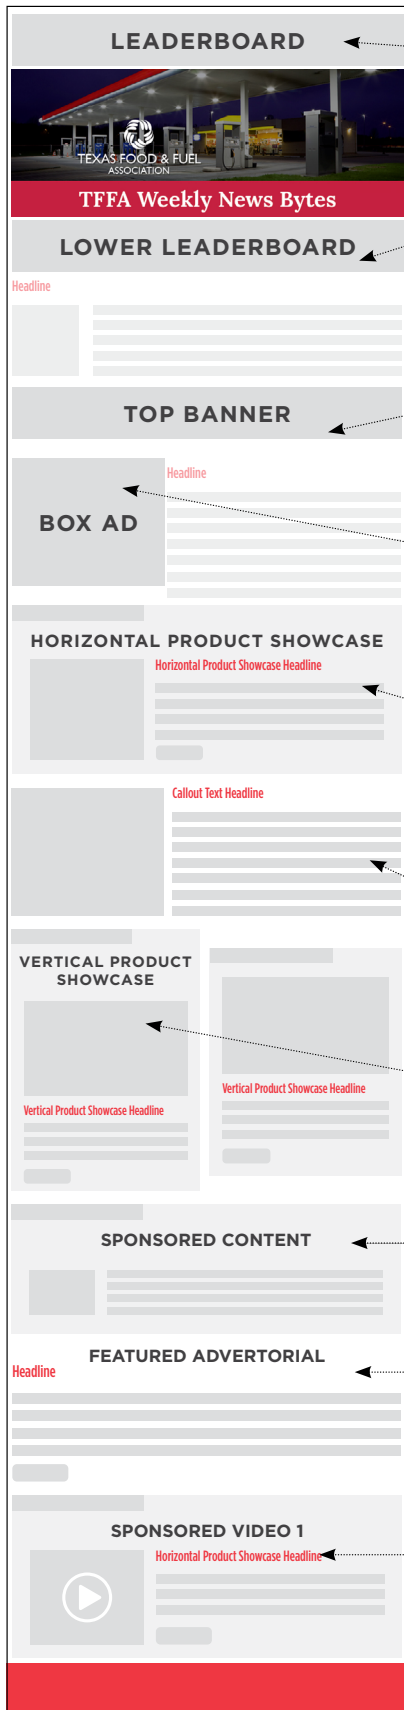 LEADERBOARD
TEXAS FOOD & FUEL
ASSOCIATION
TFFA Weekly News Bytes
LOWER LEADERBOARD
Headline
TOP BANNER
BOX AD
Headline
HORIZONTAL PRODUCT SHOWCASE
Horizontal Product Showcase Headline
Callout Text Headline
VERTICAL PRODUCT
SHOWCASE
Vertical Product Showcase Headline
Vertical Product Showcase Headline
SPONSORED CONTENT
FEATURED ADVERTORIAL
Headline
SPONSORED VIDEO 1
Horizontal Product Showcase Headline